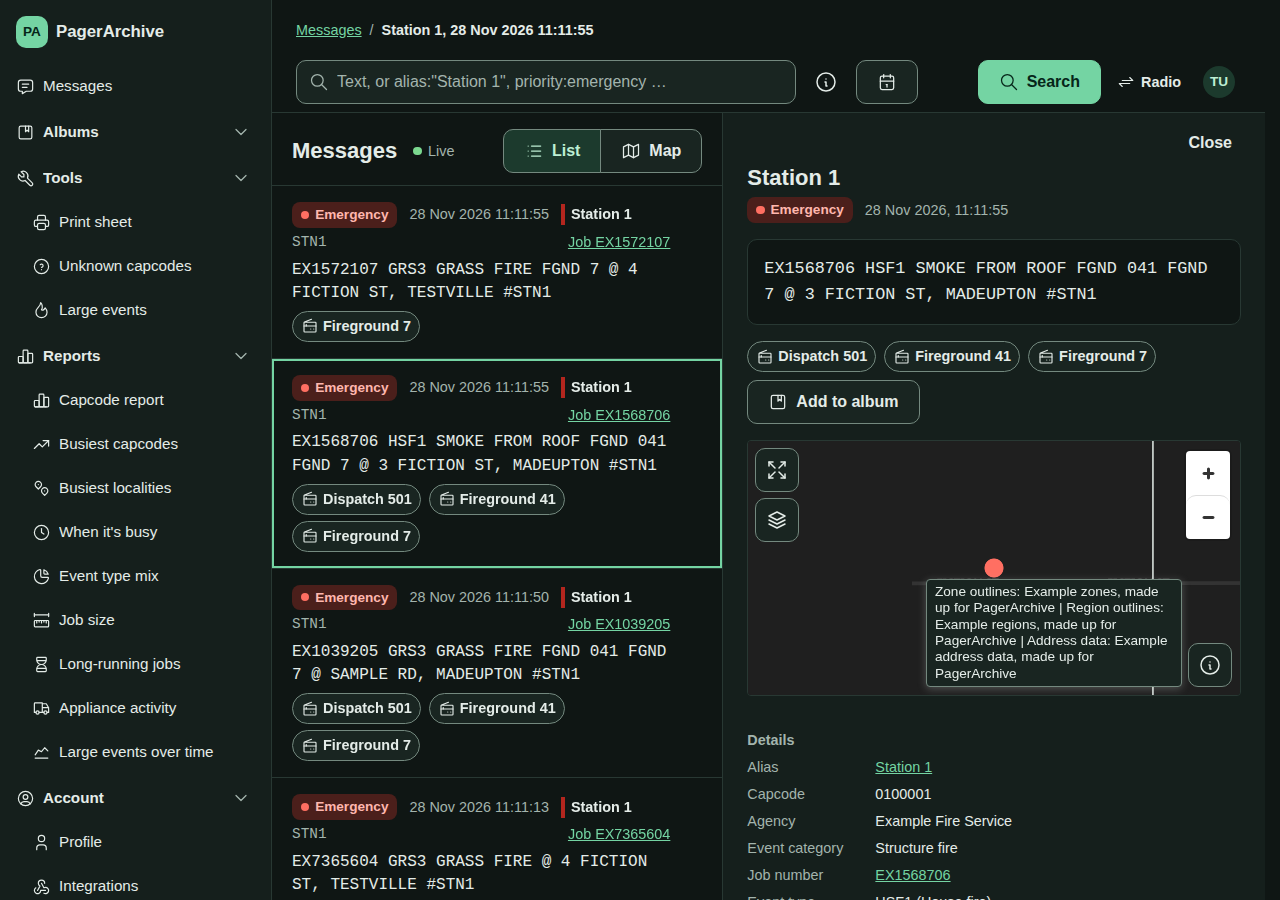 PA PagerArchive
Messages
Albums
Tools
Print sheet
Unknown capcodes
Large events
Reports
Capcode report
Busiest capcodes
Busiest localities
When it's busy
Event type mix
Job size
Long-running jobs
Appliance activity
Large events over time
Account
Profile
Integrations
Messages / Station 1, 28 Nov 2026 11:11:55
Text, or alias:"Station 1", priority:emergency …
Search
Radio
TU
Messages
Live
List
Map
Emergency 28 Nov 2026 11:11:55 Station 1
STN1 Job EX1572107
EX1572107 GRS3 GRASS FIRE FGND 7 @ 4
FICTION ST, TESTVILLE #STN1
Fireground 7
Emergency 28 Nov 2026 11:11:55 Station 1
STN1 Job EX1568706
EX1568706 HSF1 SMOKE FROM ROOF FGND 041
FGND 7 @ 3 FICTION ST, MADEUPTON #STN1
Dispatch 501 Fireground 41
Fireground 7
Emergency 28 Nov 2026 11:11:50 Station 1
STN1 Job EX1039205
EX1039205 GRS3 GRASS FIRE FGND 041 FGND
7 @ SAMPLE RD, MADEUPTON #STN1
Dispatch 501 Fireground 41
Fireground 7
Emergency 28 Nov 2026 11:11:13 Station 1
STN1 Job EX7365604
EX7365604 GRS3 GRASS FIRE @ 4 FICTION
ST, TESTVILLE #STN1
Close
Station 1
Emergency 28 Nov 2026, 11:11:55
EX1568706 HSF1 SMOKE FROM ROOF FGND 041 FGND
7 @ 3 FICTION ST, MADEUPTON #STN1
Dispatch 501 Fireground 41 Fireground 7
Add to album
+
−
Zone outlines: Example zones, made
up for PagerArchive | Region outlines:
Example regions, made up for
PagerArchive | Address data: Example
address data, made up for
PagerArchive
Details
Alias Station 1
Capcode 0100001
Agency Example Fire Service
Event category Structure fire
Job number EX1568706
Event type HSF1 (House fire)